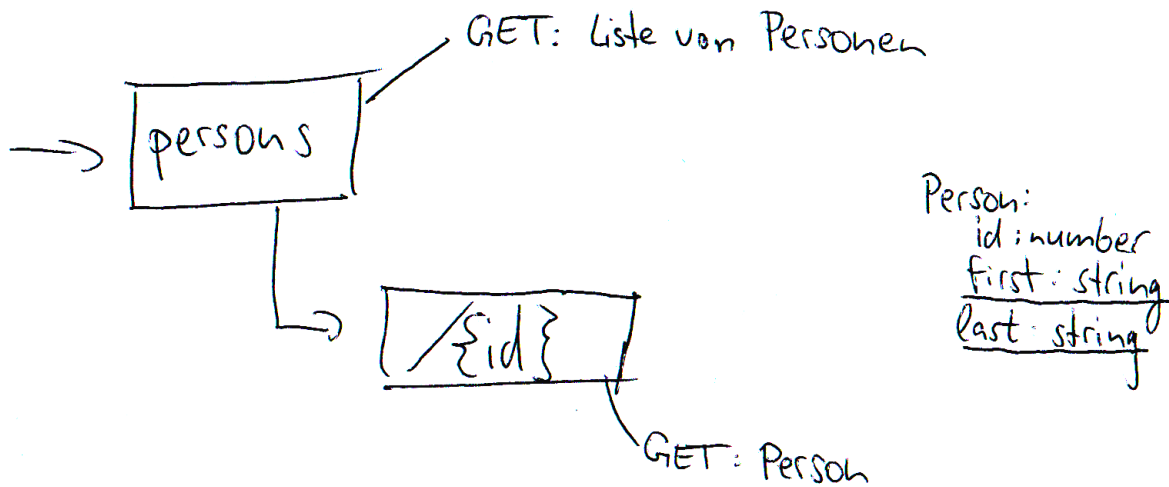 GET: Liste von Personen
persons
Person:
id: number
first: string
last: string
/{id}
GET: Person